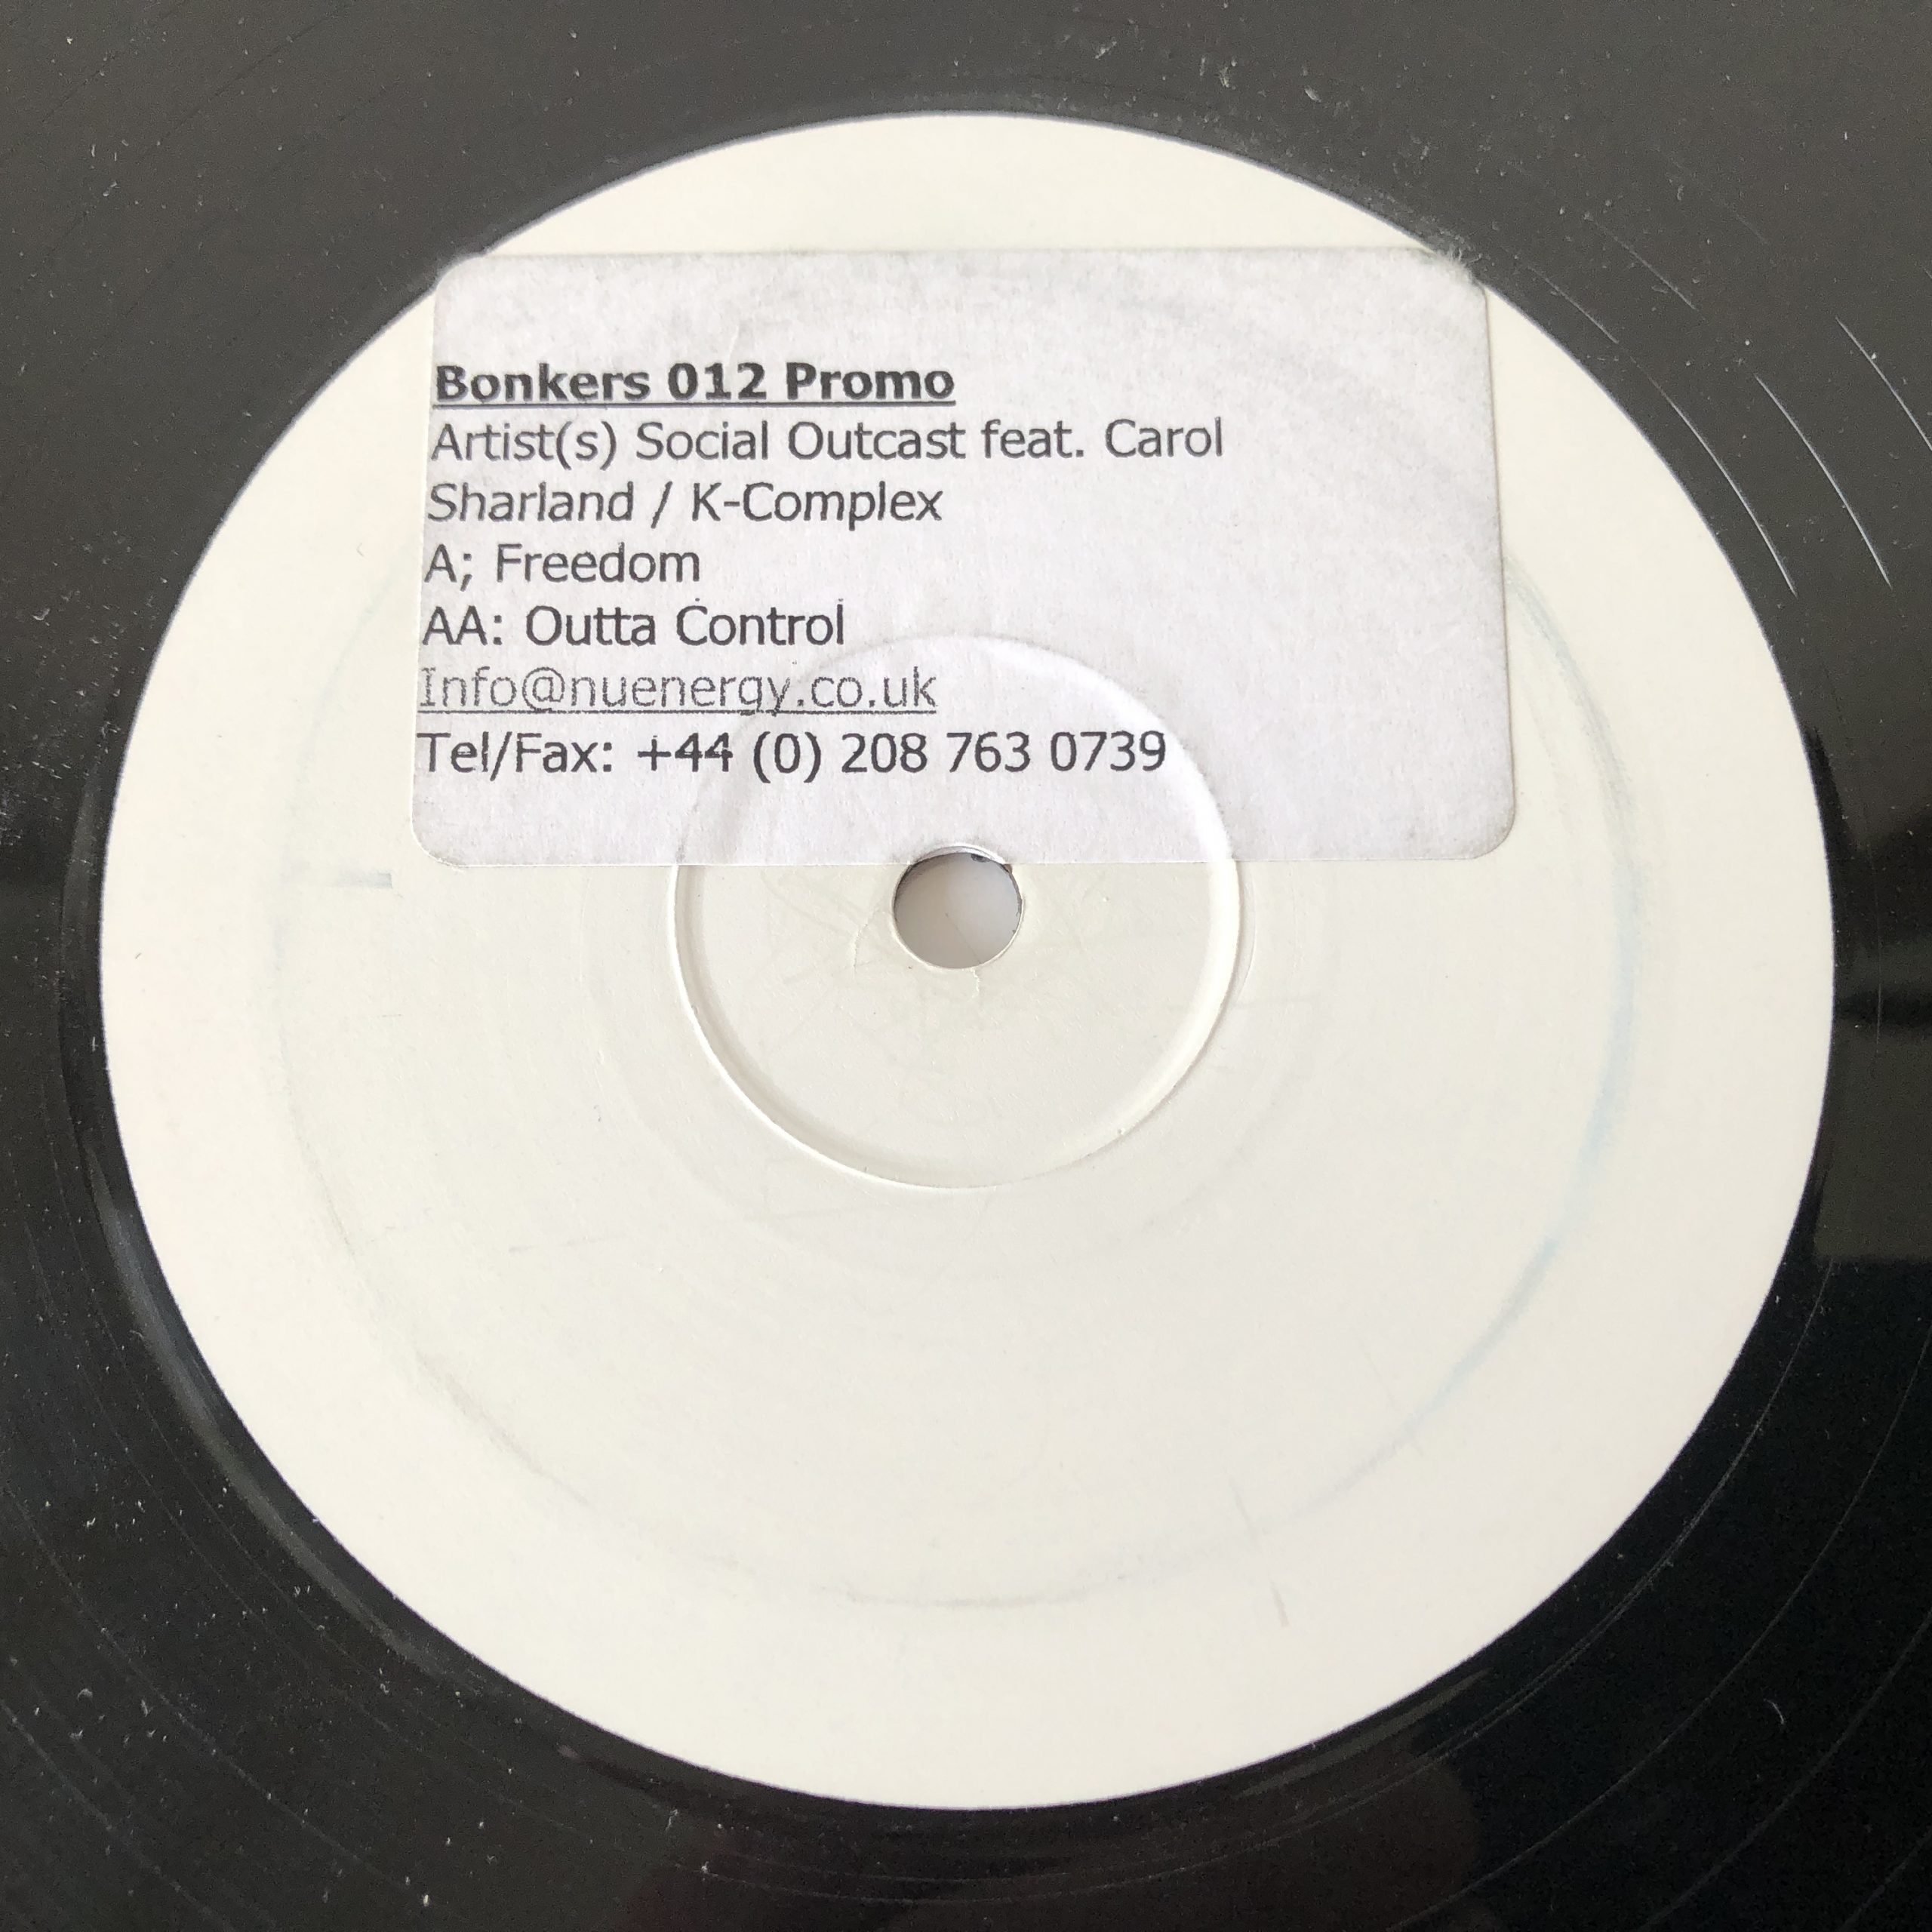 Bonkers 012 Promo
Artist(s) Social Outcast feat. Carol
Sharland / K-Complex
A; Freedom
AA: Outta Control
Info@nuenergy.co.uk
Tel/Fax: +44 (0) 208 763 0739